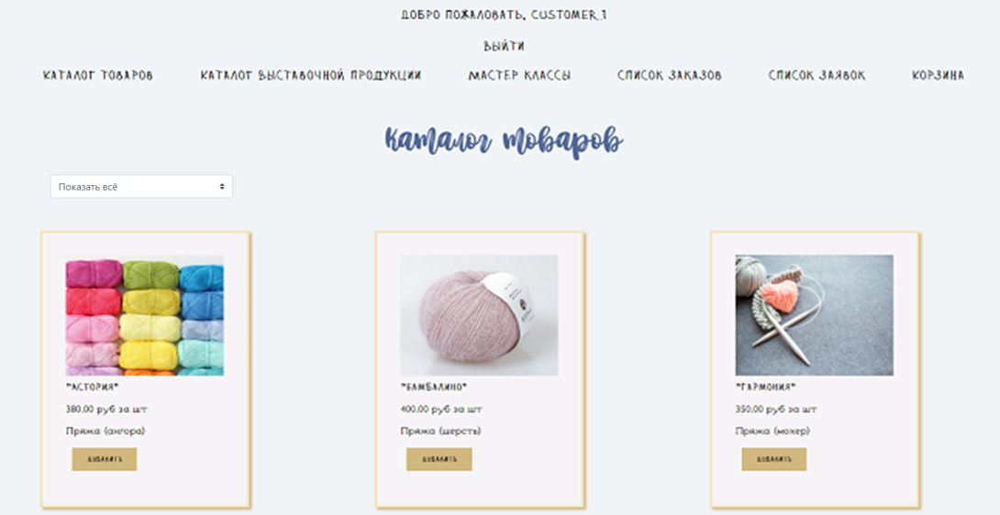 ДОБРО ПОЖАЛОВАТЬ, CUSTOMER_1
ВЫЙТИ
КАТАЛОГ ТОВАРОВ КАТАЛОГ ВЫСТАВОЧНОЙ ПРОДУКЦИИ МАСТЕР КЛАССЫ СПИСОК ЗАКАЗОВ СПИСОК ЗАЯВОК КОРЗИНА
Каталог товаров
Показать всё
"АСТОРИЯ"
380.00 руб за шт
Пряжа (ангора)
ДОБАВИТЬ
"БАМБАЛИНО"
400.00 руб за шт
Пряжа (шерсть)
ДОБАВИТЬ
"ГАРМОНИЯ"
350.00 руб за шт
Пряжа (мохер)
ДОБАВИТЬ